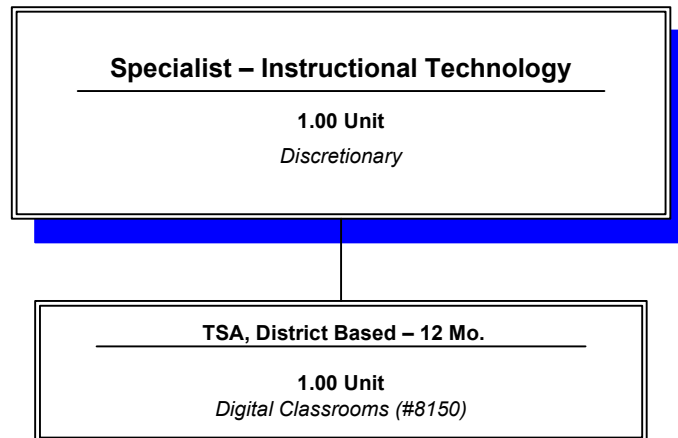 Specialist – Instructional Technology
1.00 Unit
Discretionary
TSA, District Based – 12 Mo.
1.00 Unit
Digital Classrooms (#8150)